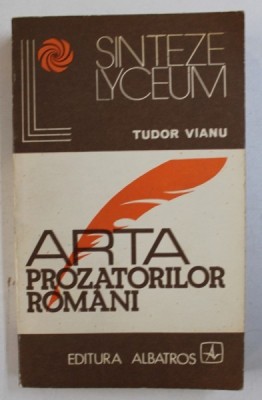 SINTEZE
LYCEUM
TUDOR VIANU
ARTA
PROZATORILOR
ROMÂNI
EDITURA ALBATROS